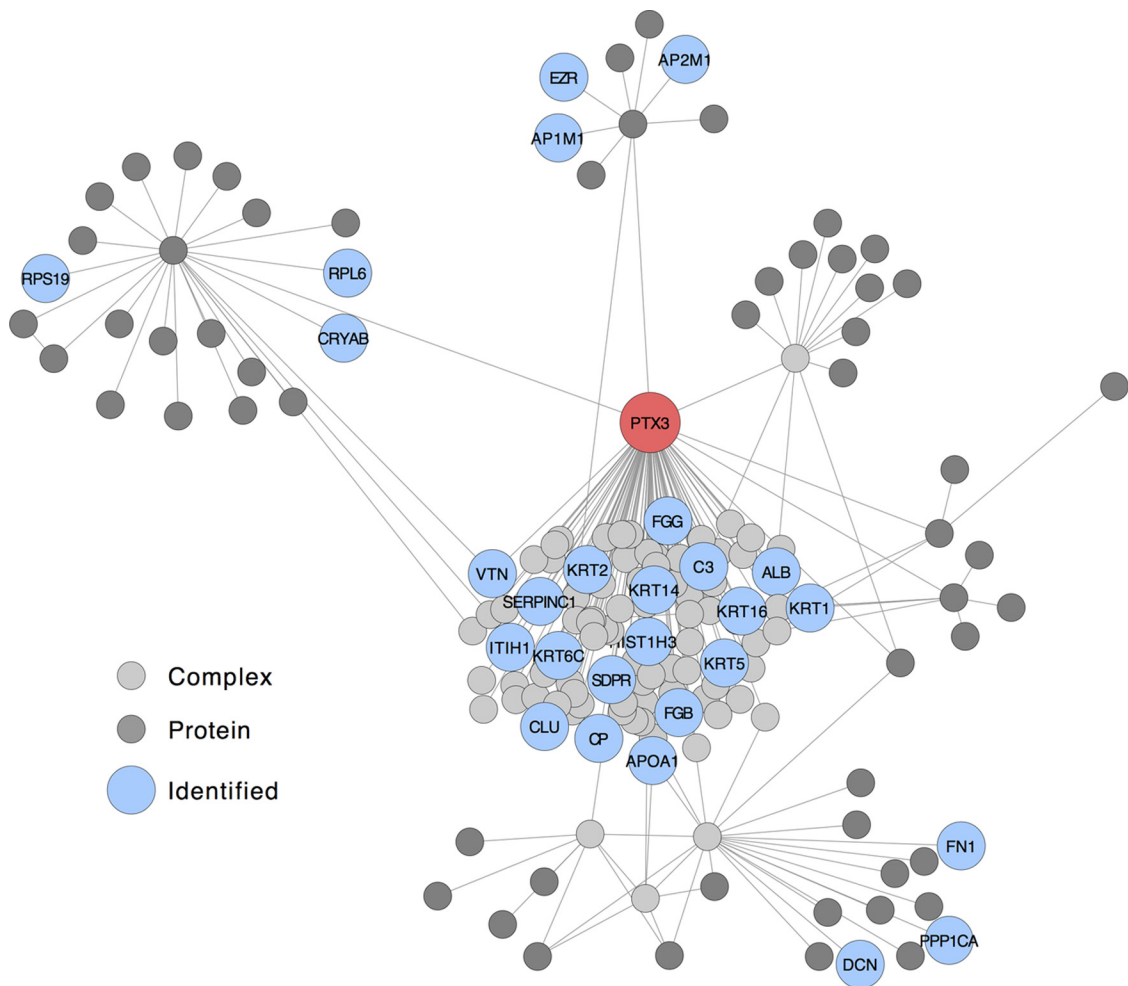 AP2M1
EZR
AP1M1
RPS19
RPL6
CRYAB
PTX3
FGG
C3
ALB
VTN
KRT2
KRT14
SERPINC1
KRT16
KRT1
HIST1H3
ITIH1
KRT6C
KRT5
SDPR
FGB
CLU
CP
APOA1
Complex
Protein
Identified
FN1
PPP1CA
DCN